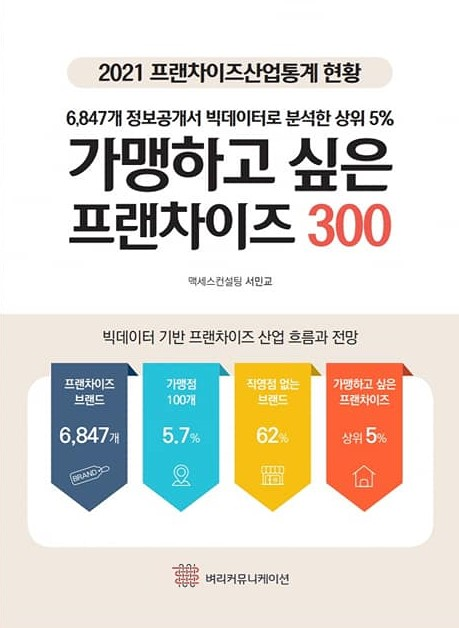 2021 프랜차이즈산업통계 현황
6,847개 정보공개서 빅데이터로 분석한 상위 5%
가맹하고 싶은
프랜차이즈 300
맥세스컨설팅 서민교
빅데이터 기반 프랜차이즈 산업 흐름과 전망
프랜차이즈
브랜드
6,847개
BRAND
가맹점
100개
5.7%
직영점 없는
브랜드
62%
가맹하고 싶은
프랜차이즈
상위 5%
벼리커뮤니케이션